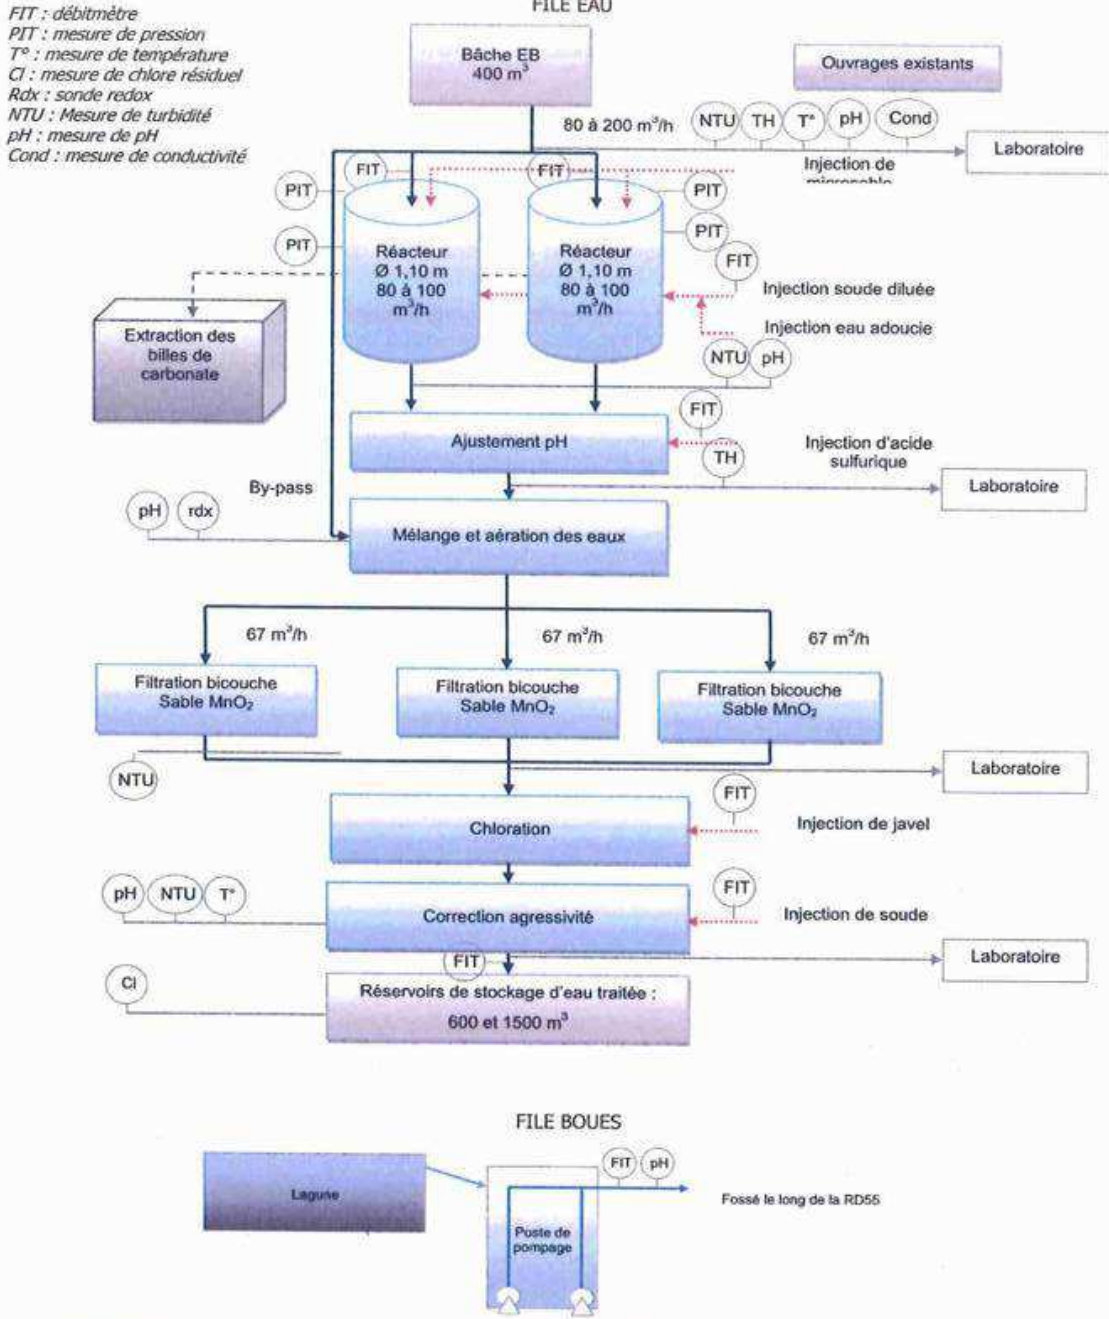 FIT : débitmètre
PIT : mesure de pression
T° : mesure de température
Cl : mesure de chlore résiduel
Rdx : sonde redox
NTU : Mesure de turbidité
pH : mesure de pH
Cond : mesure de conductivité
FILE EAU
Bâche EB
400 m³
Ouvrages existants
80 à 200 m³/h
NTU
TH
T°
pH
Cond
Laboratoire
Injection de
microsable
FIT
FIT
PIT
PIT
PIT
PIT
Réacteur
Ø 1,10 m
80 à 100
m³/h
Réacteur
Ø 1,10 m
80 à 100
m³/h
FIT
Injection soude diluée
Injection eau adoucie
Extraction des
billes de
carbonate
NTU
pH
FIT
Ajustement pH
TH
Injection d'acide
sulfurique
Laboratoire
By-pass
pH
rdx
Mélange et aération des eaux
67 m³/h
67 m³/h
67 m³/h
Filtration bicouche
Sable MnO₂
Filtration bicouche
Sable MnO₂
Filtration bicouche
Sable MnO₂
NTU
Laboratoire
FIT
Chloration
Injection de javel
pH
NTU
T°
FIT
Correction agressivité
Injection de soude
FIT
Laboratoire
Cl
Réservoirs de stockage d'eau traitée :
600 et 1500 m³
FILE BOUES
Lagune
FIT
pH
Fossé le long de la RD55
Poste de
pompage